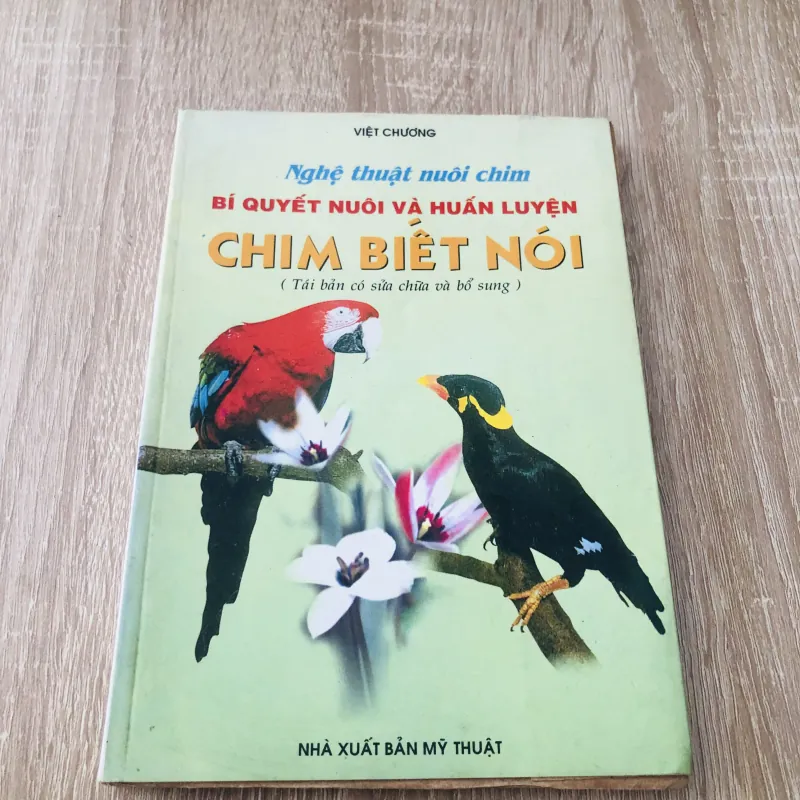 VIỆT CHƯƠNG
Nghệ thuật nuôi chim
BÍ QUYẾT NUÔI VÀ HUẤN LUYỆN
CHIM BIẾT NÓI
( Tái bản có sửa chữa và bổ sung )
NHÀ XUẤT BẢN MỸ THUẬT